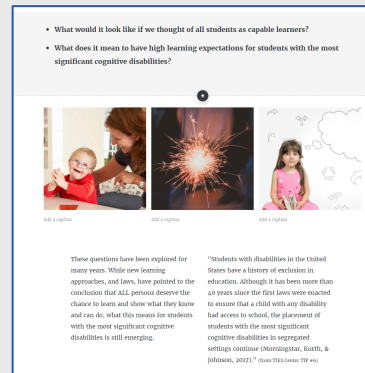 • What would it look like if we thought of all students as capable learners?
• What does it mean to have high learning expectations for students with the most
significant cognitive disabilities?
Add a caption
Add a caption
Add a caption
These questions have been explored for
many years. While new learning
approaches, and laws, have pointed to the
conclusion that ALL persons deserve the
chance to learn and show what they know
and can do, what this means for students
with the most significant cognitive
disabilities is still emerging.
"Students with disabilities in the United
States have a history of exclusion in
education. Although it has been more than
40 years since the first laws were enacted
to ensure that a child with any disability
had access to school, the placement of
students with the most significant
cognitive disabilities in segregated
settings continue (Morningstar, Kurth, &
Johnson, 2017)." (from TIES Center TIP #6)